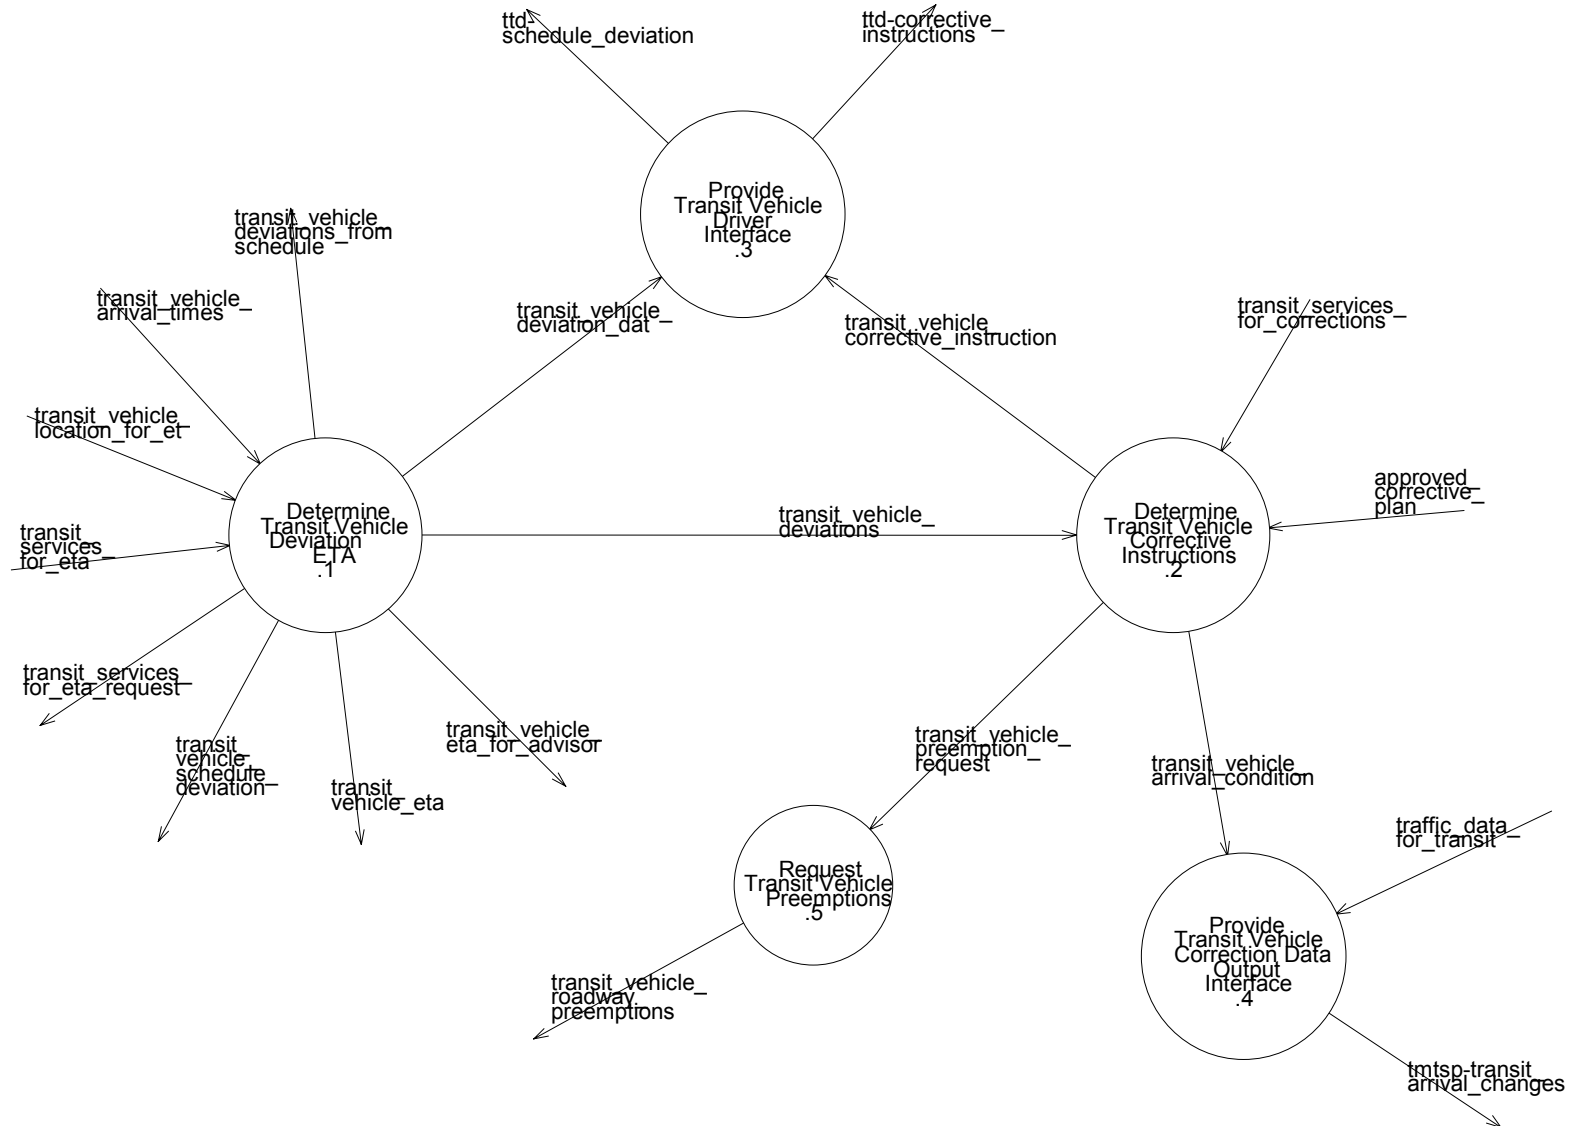 ttd-
schedule_deviation
ttd-corrective_
instructions
Provide
Transit Vehicle
Driver
Interface
.3
transit_vehicle_
deviations_from
schedule
transit_vehicle_
arrival_times
transit_vehicle_
deviation_dat
transit_vehicle_
corrective_instruction
transit_services_
for_corrections
transit_vehicle_
location_for_et
approved_
corrective_
plan
transit_
services_
for_eta
Determine
Transit Vehicle
Deviation
ETA
.1
transit_vehicle_
deviations
Determine
Transit Vehicle
Corrective
Instructions
.2
transit_services_
for_eta_request
transit_
vehicle_
schedule_
deviation
transit_
vehicle_eta
transit_vehicle_
eta_for_advisor
transit_vehicle_
preemption_
request
transit_vehicle_
arrival_condition
traffic_data_
for_transit
Request
Transit Vehicle
Preemptions
.5
Provide
Transit Vehicle
Correction Data
Output
Interface
.4
transit_vehicle_
roadway_
preemptions
tmtsp-transit_
arrival_changes